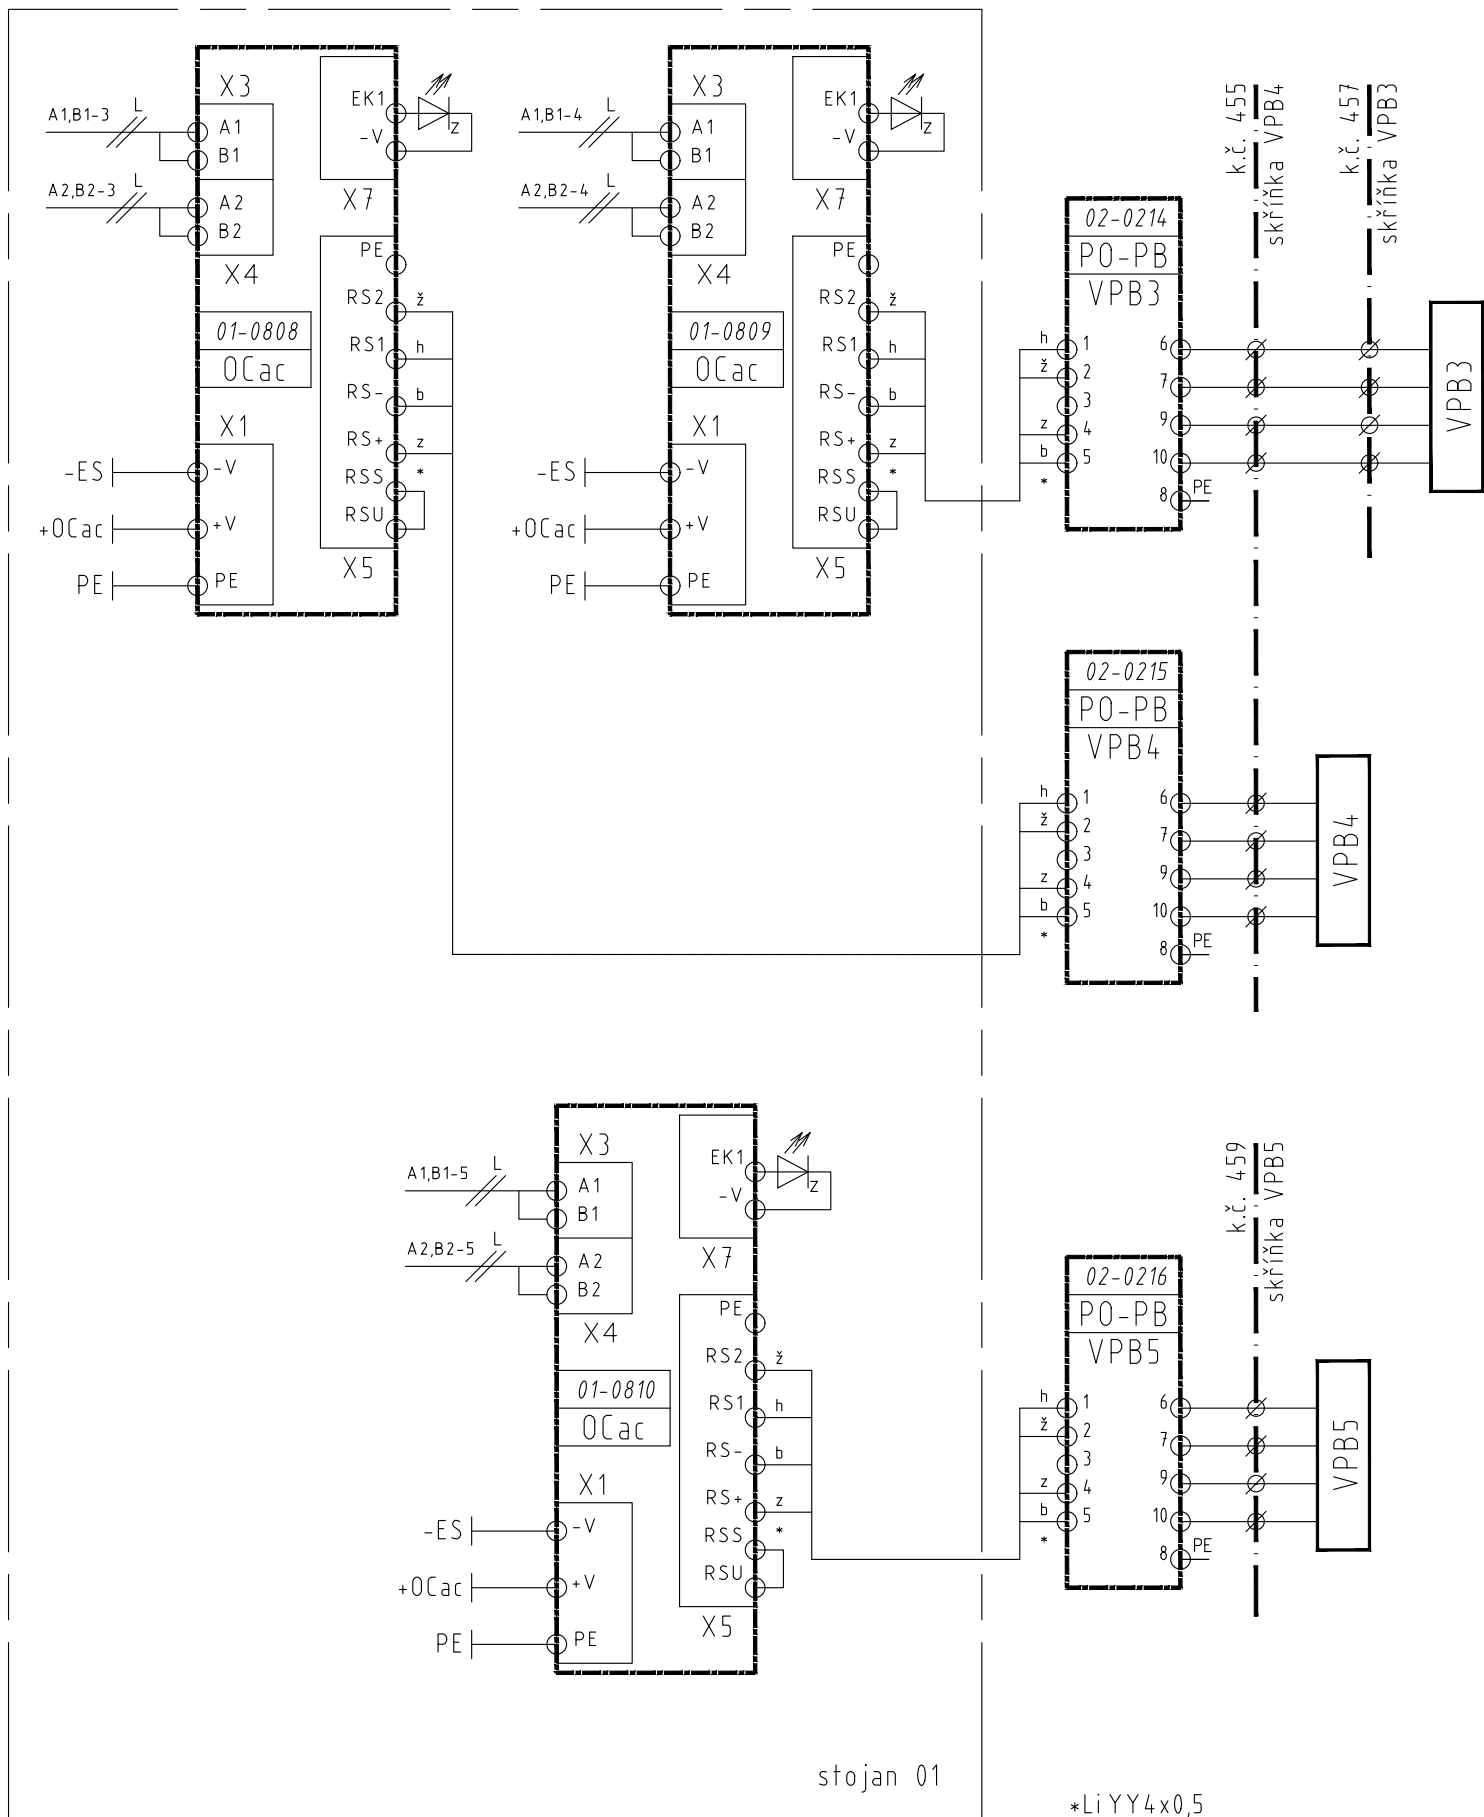 X3
EK1
A1,B1-3
L
A1
Z
-V
B1
A2,B2-3
L
A2
X7
B2
PE
X4
RS2
ž
01-0808
RS1
h
OCac
RS-
b
X1
RS+
z
-ES
-V
RSS
*
+OCac
+V
RSU
PE
PE
X5
X3
EK1
A1,B1-4
L
A1
Z
-V
B1
A2,B2-4
L
A2
X7
B2
PE
X4
RS2
ž
01-0809
RS1
h
OCac
RS-
b
X1
RS+
z
-ES
-V
RSS
*
+OCac
+V
RSU
PE
PE
X5
k.č. 455
skříňka VPB4
k.č. 457
skříňka VPB3
02-0214
PO-PB
VPB3
h
1
6
ž
2
7
3
z
4
9
b
5
10
*
8
PE
VPB3
02-0215
PO-PB
VPB4
h
1
6
ž
2
7
3
z
4
9
b
5
10
*
8
PE
VPB4
X3
EK1
A1,B1-5
L
A1
Z
-V
B1
A2,B2-5
L
A2
X7
B2
PE
X4
RS2
ž
01-0810
RS1
h
OCac
RS-
b
X1
RS+
z
-ES
-V
RSS
*
+OCac
+V
RSU
PE
PE
X5
k.č. 459
skříňka VPB5
02-0216
PO-PB
VPB5
h
1
6
ž
2
7
3
z
4
9
b
5
10
*
8
PE
VPB5
stojan 01
*LiYY4x0,5